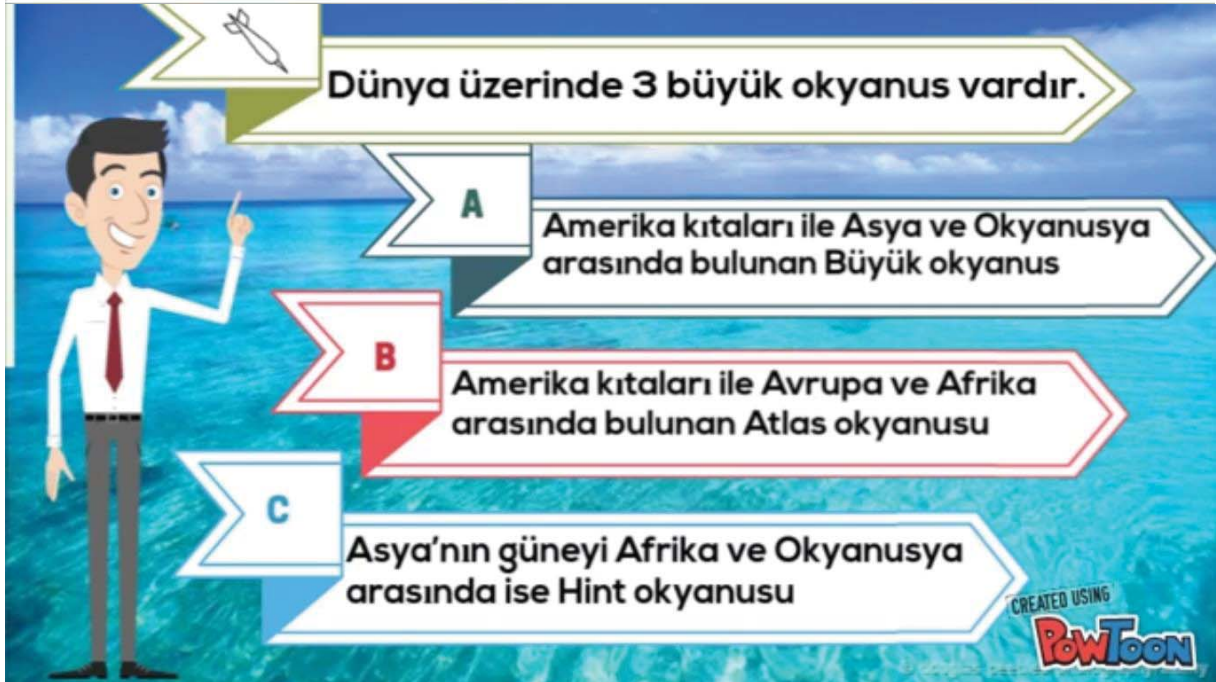 Dünya üzerinde 3 büyük okyanus vardır.
A
Amerika kıtaları ile Asya ve Okyanusya
arasında bulunan Büyük okyanus
B
Amerika kıtaları ile Avrupa ve Afrika
arasında bulunan Atlas okyanusu
C
Asya’nın güneyi Afrika ve Okyanusya
arasında ise Hint okyanusu
CREATED USING
POWTOON